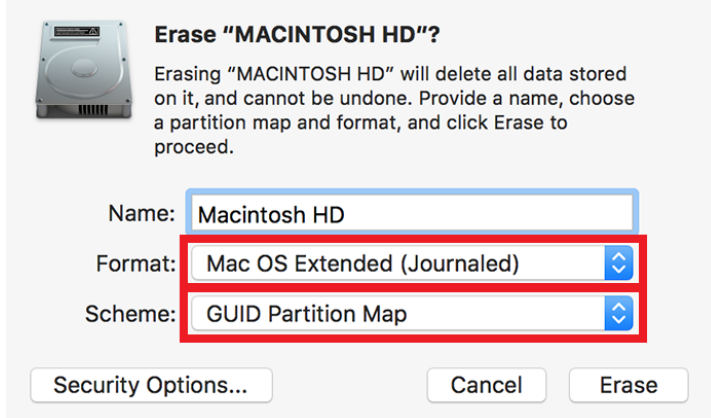 Erase “MACINTOSH HD”?
Erasing “MACINTOSH HD” will delete all data stored
on it, and cannot be undone. Provide a name, choose
a partition map and format, and click Erase to
proceed.
Name: Macintosh HD
Format: Mac OS Extended (Journaled)
Scheme: GUID Partition Map
Security Options... Cancel Erase